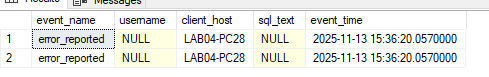 Messages
event_name username client_host sql_text event_time
1 error_reported NULL LAB04-PC28 NULL 2025-11-13 15:36:20.0570000
2 error_reported NULL LAB04-PC28 NULL 2025-11-13 15:36:20.0570000